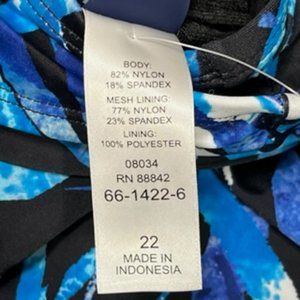 BODY:
82% NYLON
18% SPANDEX
MESH LINING:
77% NYLON
23% SPANDEX
LINING:
100% POLYESTER
08034
RN 88842
66-1422-6
22
MADE IN
INDONESIA